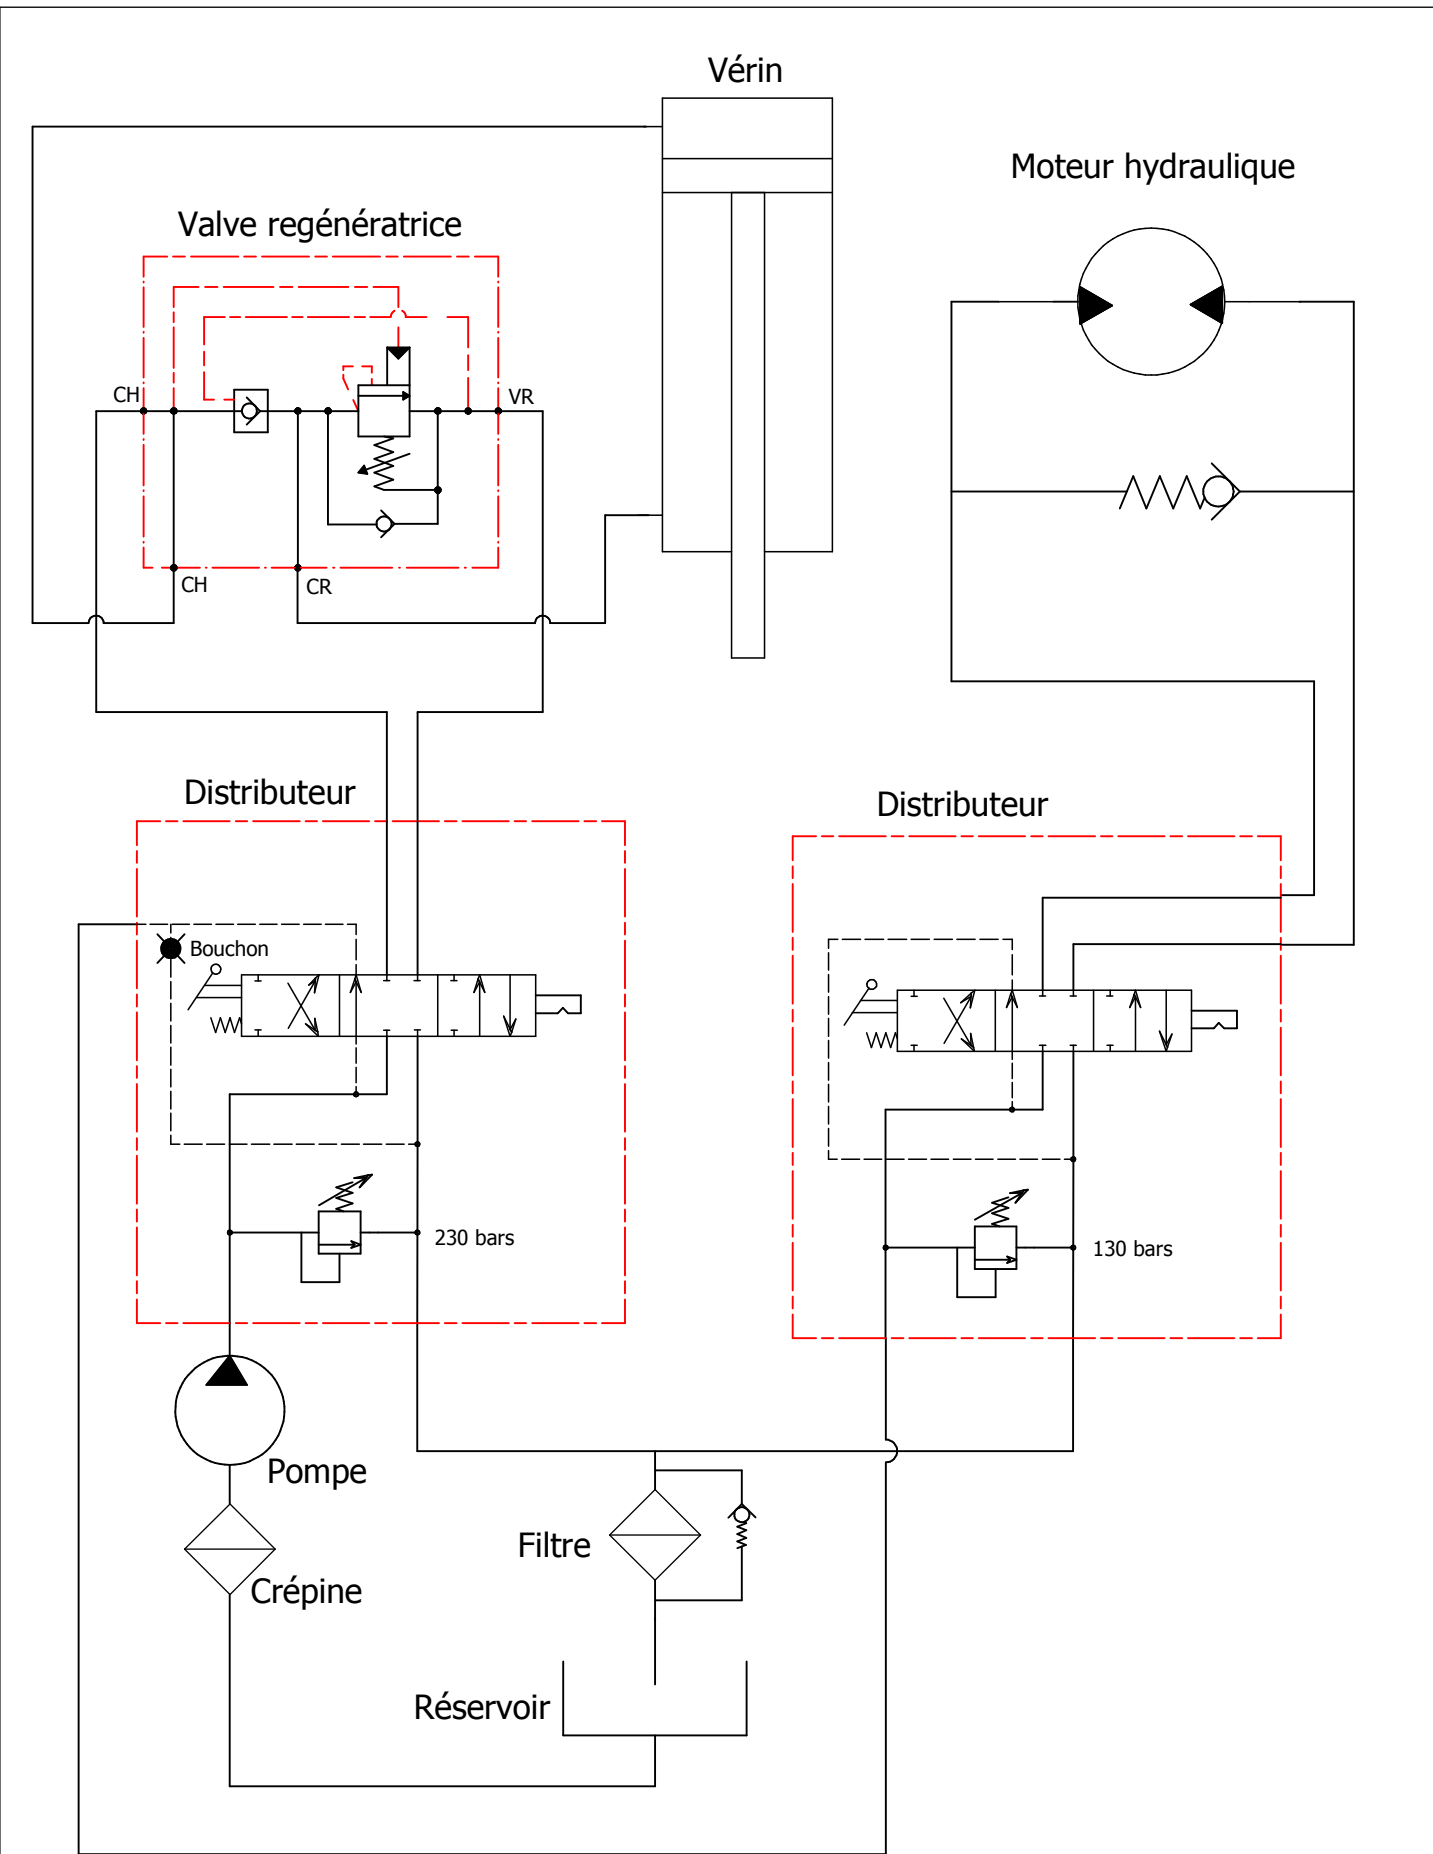 Vérin
Moteur hydraulique
Valve regénératrice
CH
VR
CH
CR
Distributeur
Distributeur
Bouchon
230 bars
130 bars
Pompe
Filtre
Crépine
Réservoir